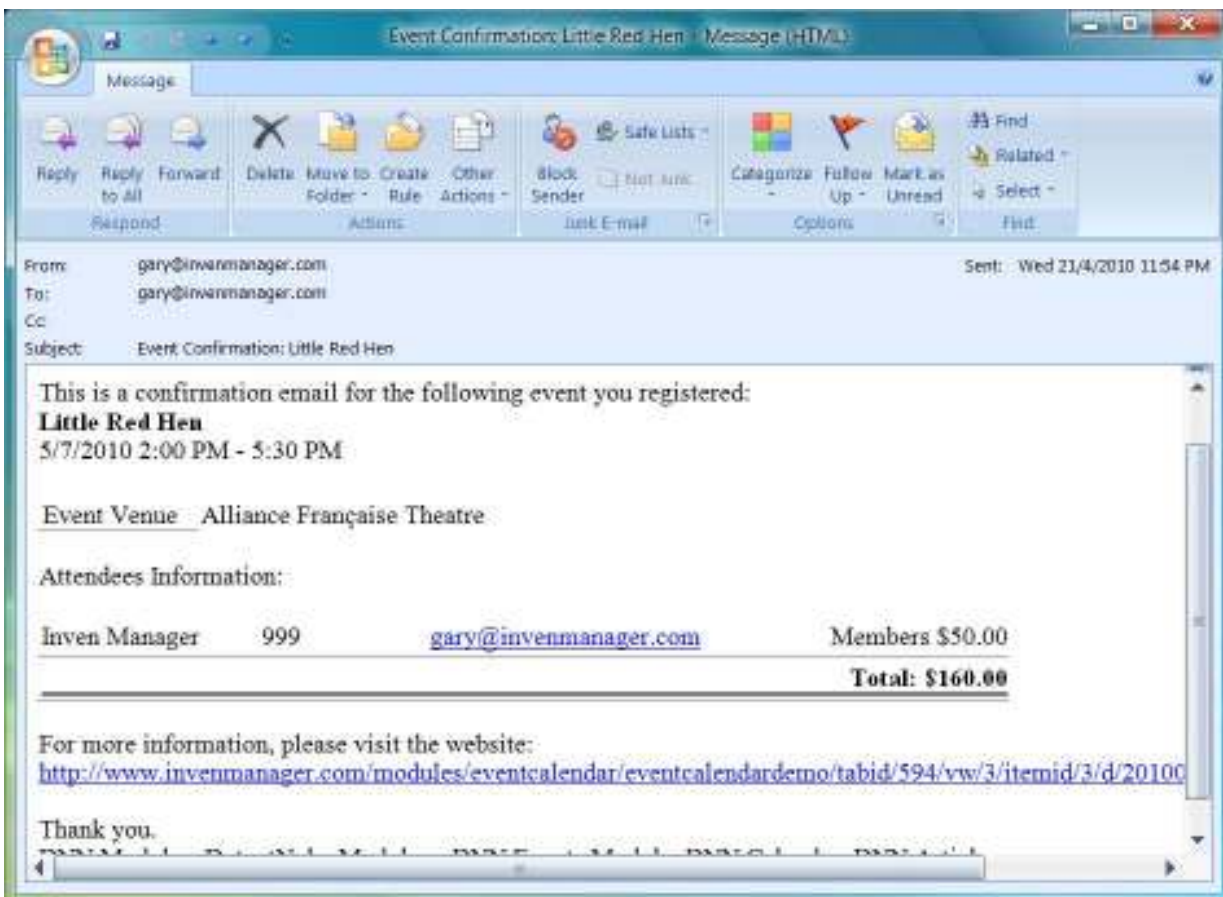 Event Confirmation: Little Red Hen - Message (HTML)
Message
Reply Reply to All Forward
Respond
Delete Move to Folder Create Rule Other Actions
Actions
Block Sender Safe Lists Not Junk
Junk E-mail
Categorize Follow Up Mark as Unread
Options
Find
Related
Select
Find
From: gary@invenmanager.com Sent: Wed 21/4/2010 11:54 PM
To: gary@invenmanager.com
Cc:
Subject: Event Confirmation: Little Red Hen
This is a confirmation email for the following event you registered:
Little Red Hen
5/7/2010 2:00 PM - 5:30 PM
Event Venue Alliance Française Theatre
Attendees Information:
Inven Manager 999 gary@invenmanager.com Members $50.00
Total: $160.00
For more information, please visit the website:
http://www.invenmanager.com/modules/eventcalendar/eventcalendardemo/tabid/594/vw/3/itemid/3/d/20100
Thank you.